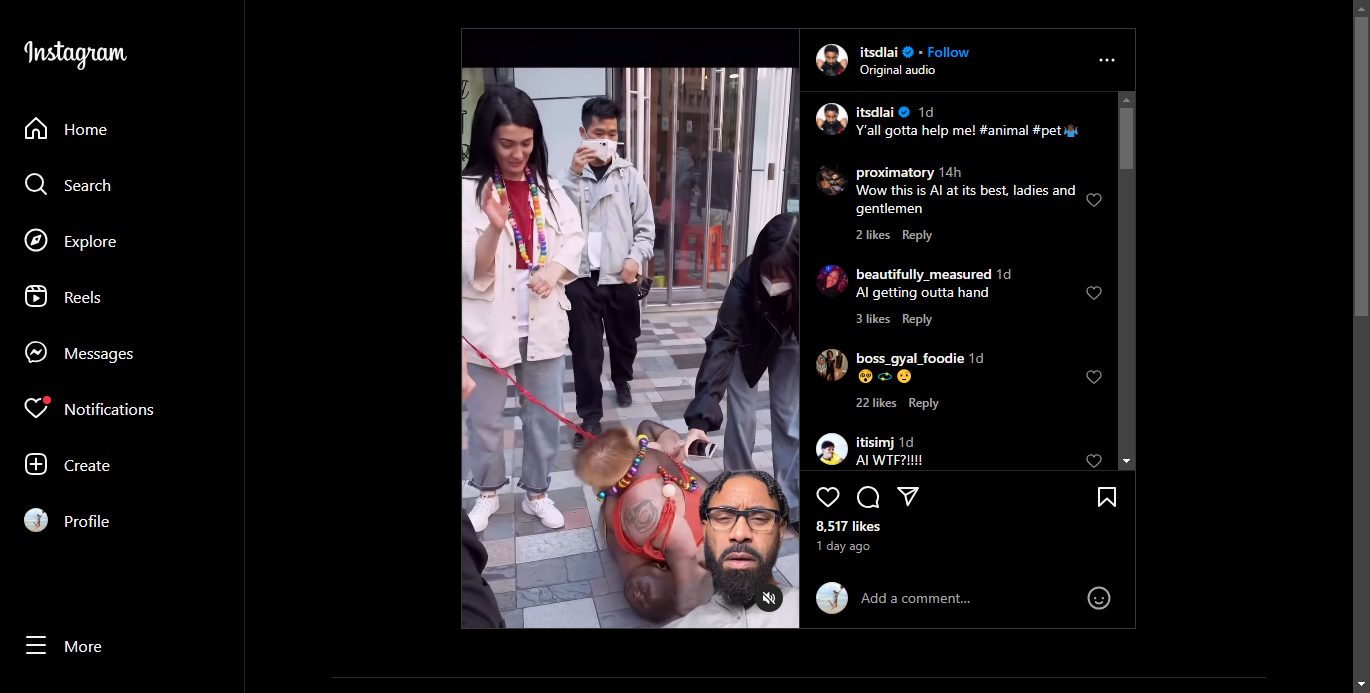 Instagram
Home
Search
Explore
Reels
Messages
Notifications
Create
Profile
More
itsdlai • Follow
Original audio
itsdlai 1d
Y'all gotta help me! #animal #pet
proximatory 14h
Wow this is AI at its best, ladies and
gentlemen
2 likes Reply
beautifully_measured 1d
AI getting outta hand
3 likes Reply
boss_gyal_foodie 1d
22 likes Reply
itisimj 1d
AI WTF?!!!!
8,517 likes
1 day ago
Add a comment...